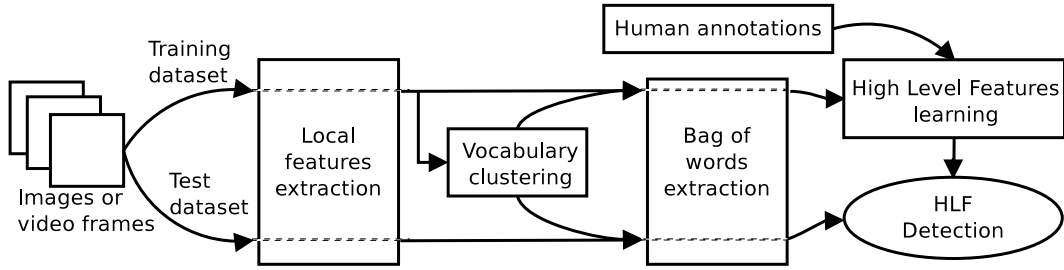 Human annotations
Training
dataset
High Level Features
learning
Local
features
extraction
Vocabulary
clustering
Bag of
words
extraction
Images or
video frames
Test
dataset
HLF
Detection